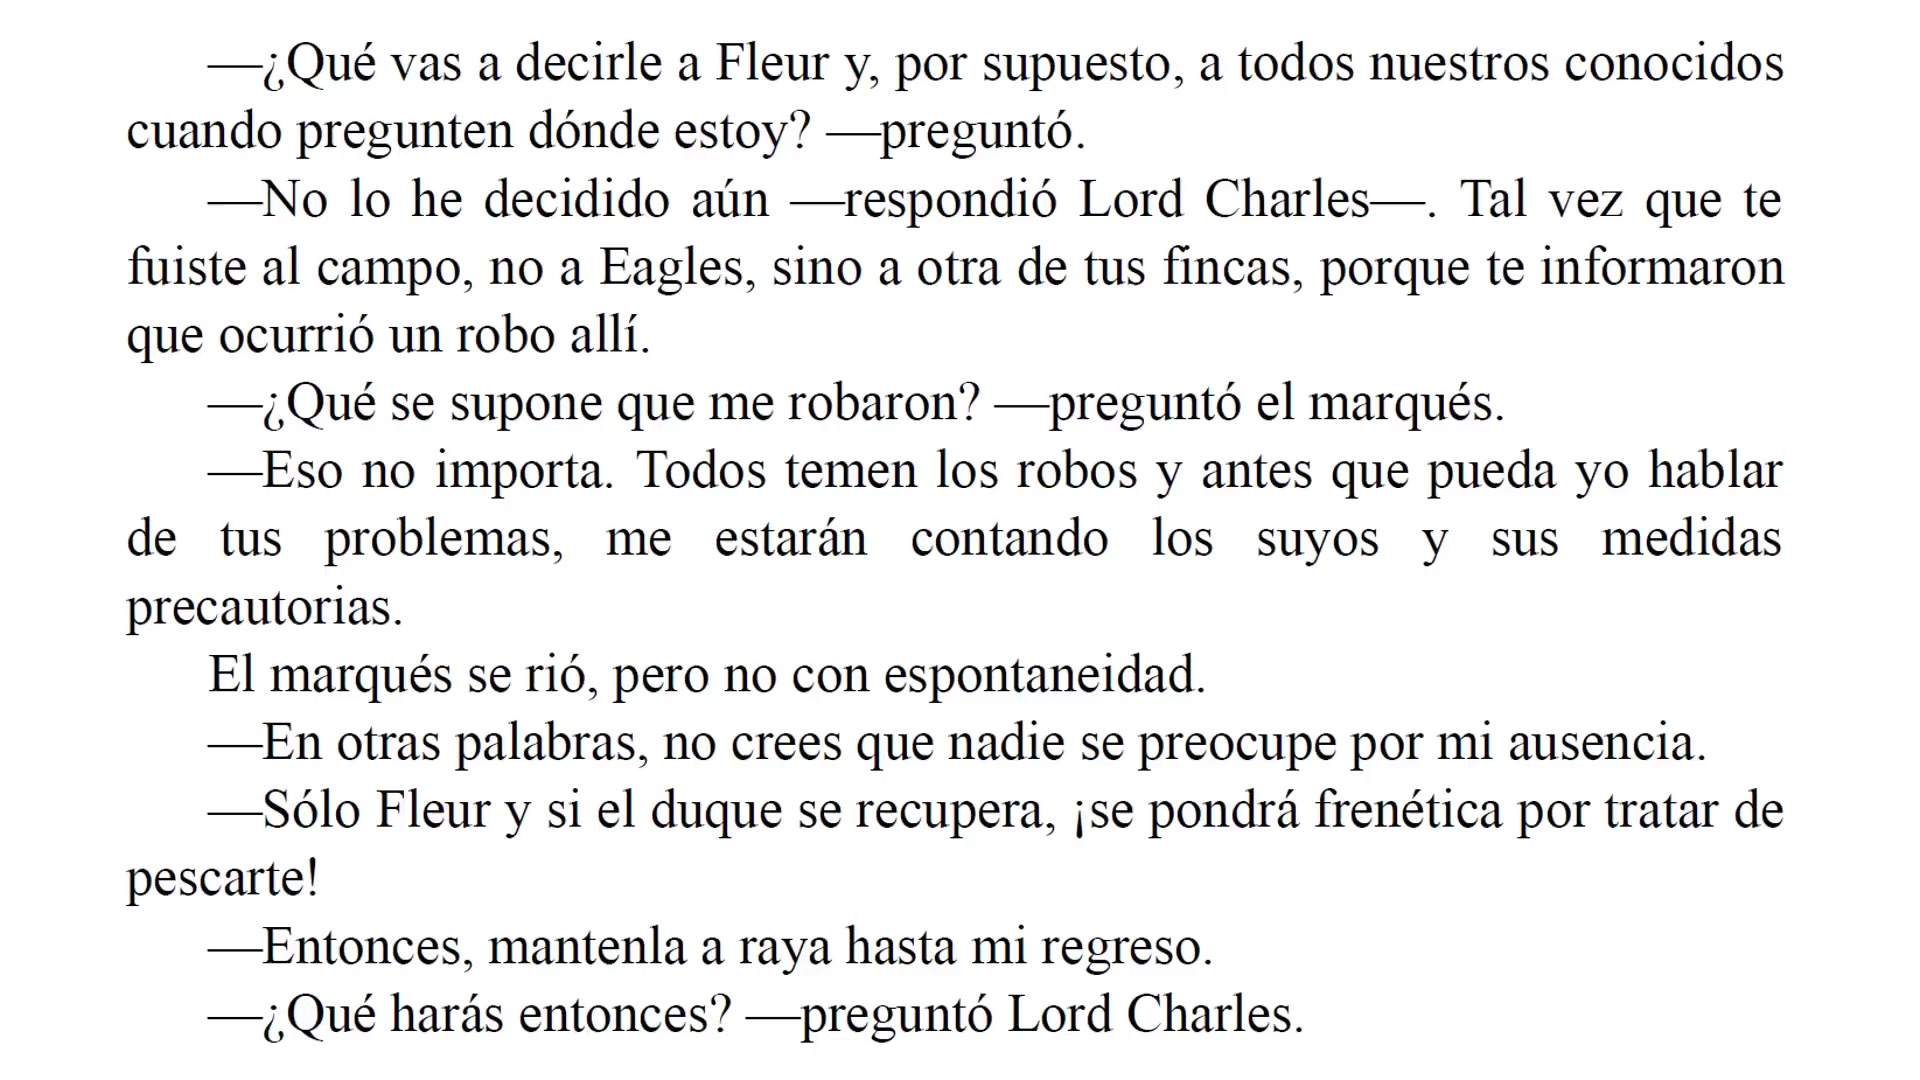 —¿Qué vas a decirle a Fleur y, por supuesto, a todos nuestros conocidos
cuando pregunten dónde estoy? —preguntó.
—No lo he decidido aún —respondió Lord Charles—. Tal vez que te
fuiste al campo, no a Eagles, sino a otra de tus fincas, porque te informaron
que ocurrió un robo allí.
—¿Qué se supone que me robaron? —preguntó el marqués.
—Eso no importa. Todos temen los robos y antes que pueda yo hablar
de tus problemas, me estarán contando los suyos y sus medidas
precautorias.
El marqués se rió, pero no con espontaneidad.
—En otras palabras, no crees que nadie se preocupe por mi ausencia.
—Sólo Fleur y si el duque se recupera, ¡se pondrá frenética por tratar de
pescarte!
—Entonces, mantenla a raya hasta mi regreso.
—¿Qué harás entonces? —preguntó Lord Charles.